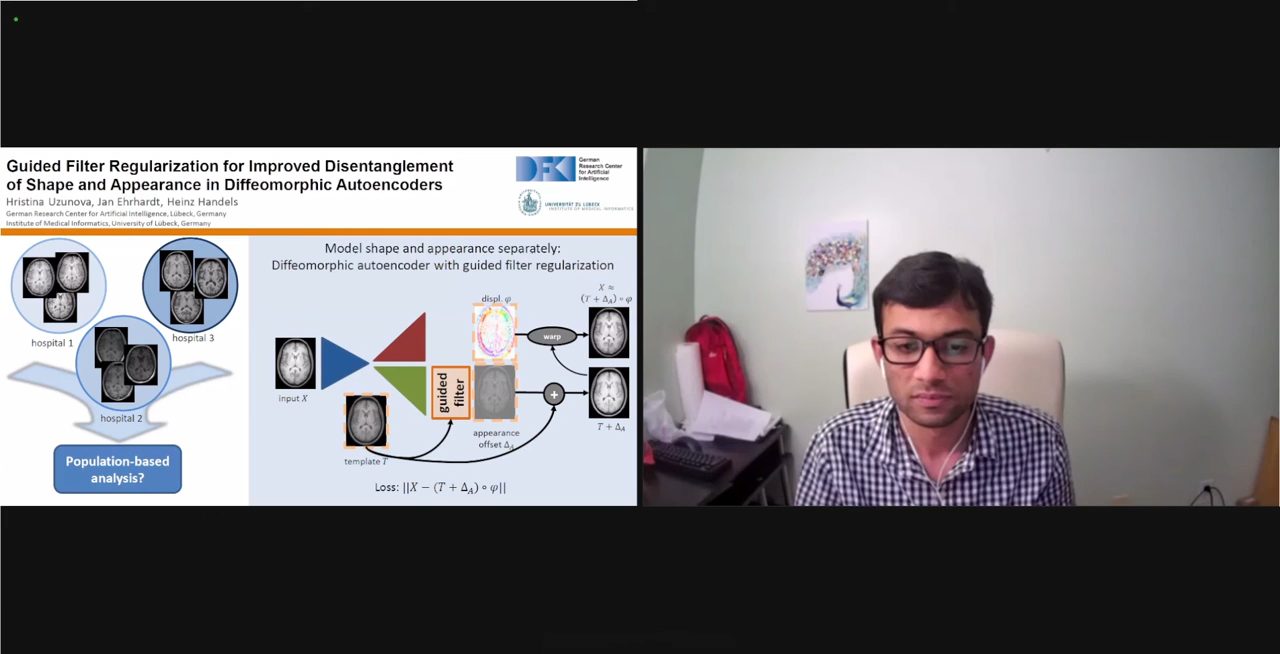 Guided Filter Regularization for Improved Disentanglement
of Shape and Appearance in Diffeomorphic Autoencoders
Hristina Uzunova, Jan Ehrhardt, Heinz Handels
German Research Center for Artificial Intelligence, Lübeck, Germany
Institute of Medical Informatics, University of Lübeck, Germany
DFKI
German
Research Center
for Artificial
Intelligence
UNIVERSITÄT ZU LÜBECK
INSTITUTE OF MEDICAL INFORMATICS
hospital 1
hospital 3
hospital 2
Population-based
analysis?
Model shape and appearance separately:
Diffeomorphic autoencoder with guided filter regularization
displ. φ
X ≈
(T + Δ_A) ∘ φ
warp
input X
guided
filter
+
template T
appearance
offset Δ_A
T + Δ_A
Loss: ||X − (T + Δ_A) ∘ φ||